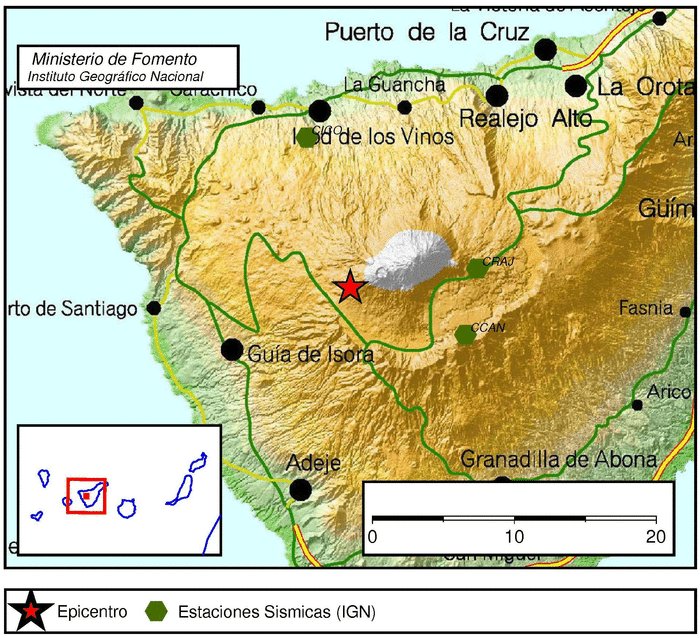 La Victoria de Acentejo
Puerto de la Cruz
Ministerio de Fomento
Instituto Geográfico Nacional
vista del Norte
Garachico
La Guancha
La Orota
Realejo Alto
CICO
Icod de los Vinos
Ar
Güím
CRAJ
rto de Santiago
Fasnia
CCAN
Guía de Isora
Arico
Adeje
Granadilla de Abona
0 10 20
San Miguel
Epicentro
Estaciones Sismicas (IGN)